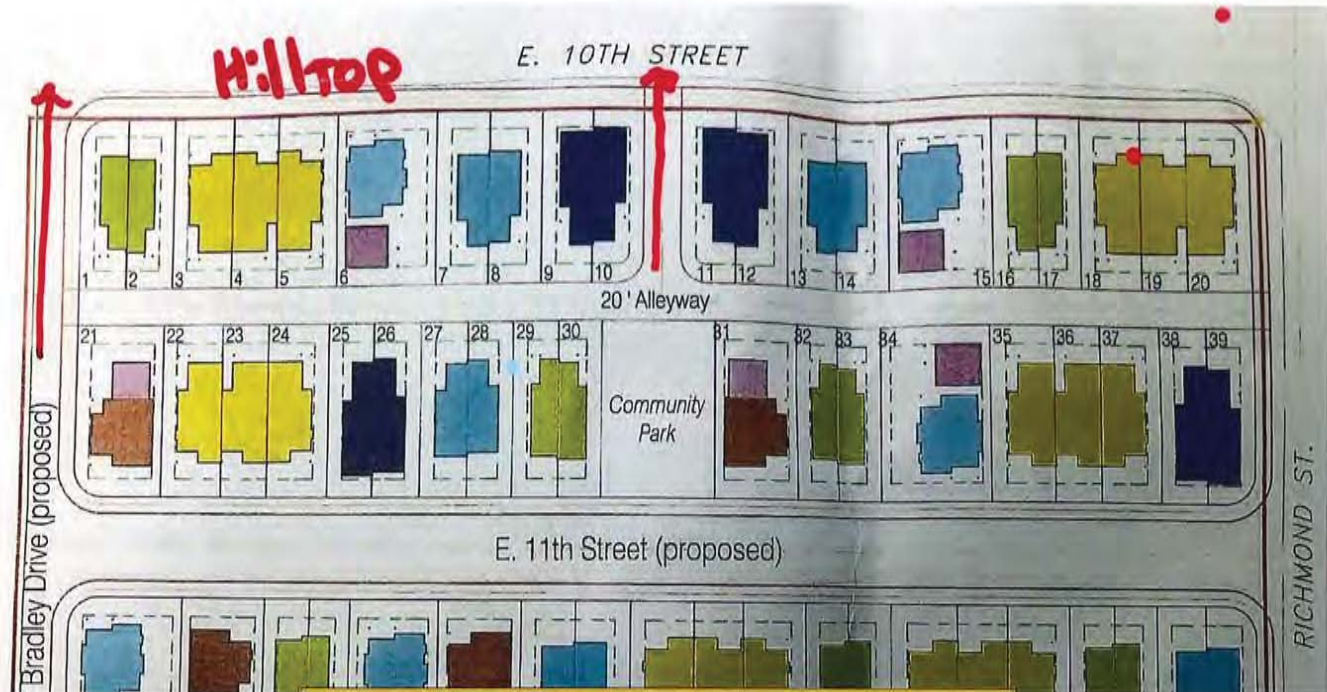 Hilltop
E. 10TH STREET
1 2 3 4 5 6 7 8 9 10 11 12 13 14 15 16 17 18 19 20
20 ' Alleyway
21 22 23 24 25 26 27 28 29 30 31 32 33 34 35 36 37 38 39
Community
Park
Bradley Drive (proposed)
RICHMOND ST.
E. 11th Street (proposed)